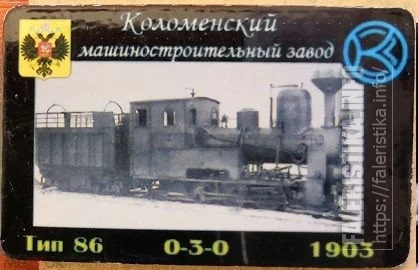 Коломенский
машиностроительный завод
Тип 86 0-3-0 1903
FALERISTIKA.INFO
https://faleristika.info